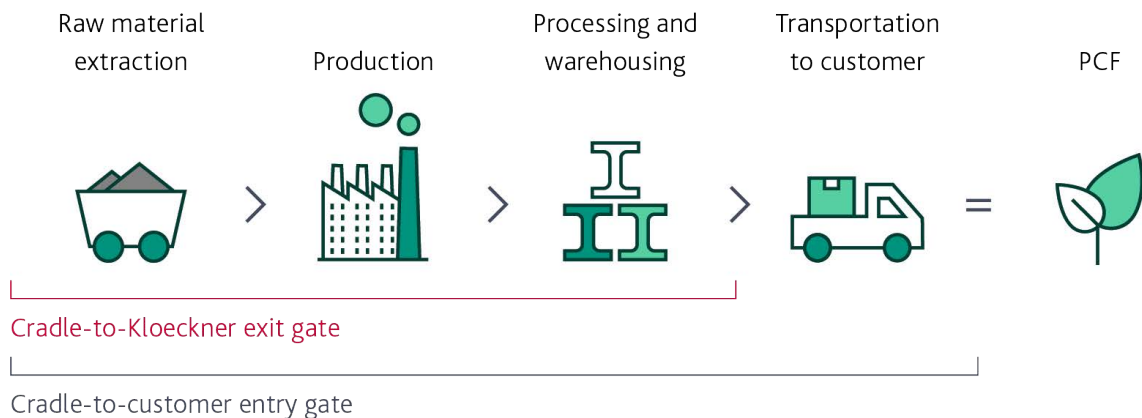 Raw material
extraction
Production
Processing and
warehousing
Transportation
to customer
PCF
Cradle-to-Kloeckner exit gate
Cradle-to-customer entry gate